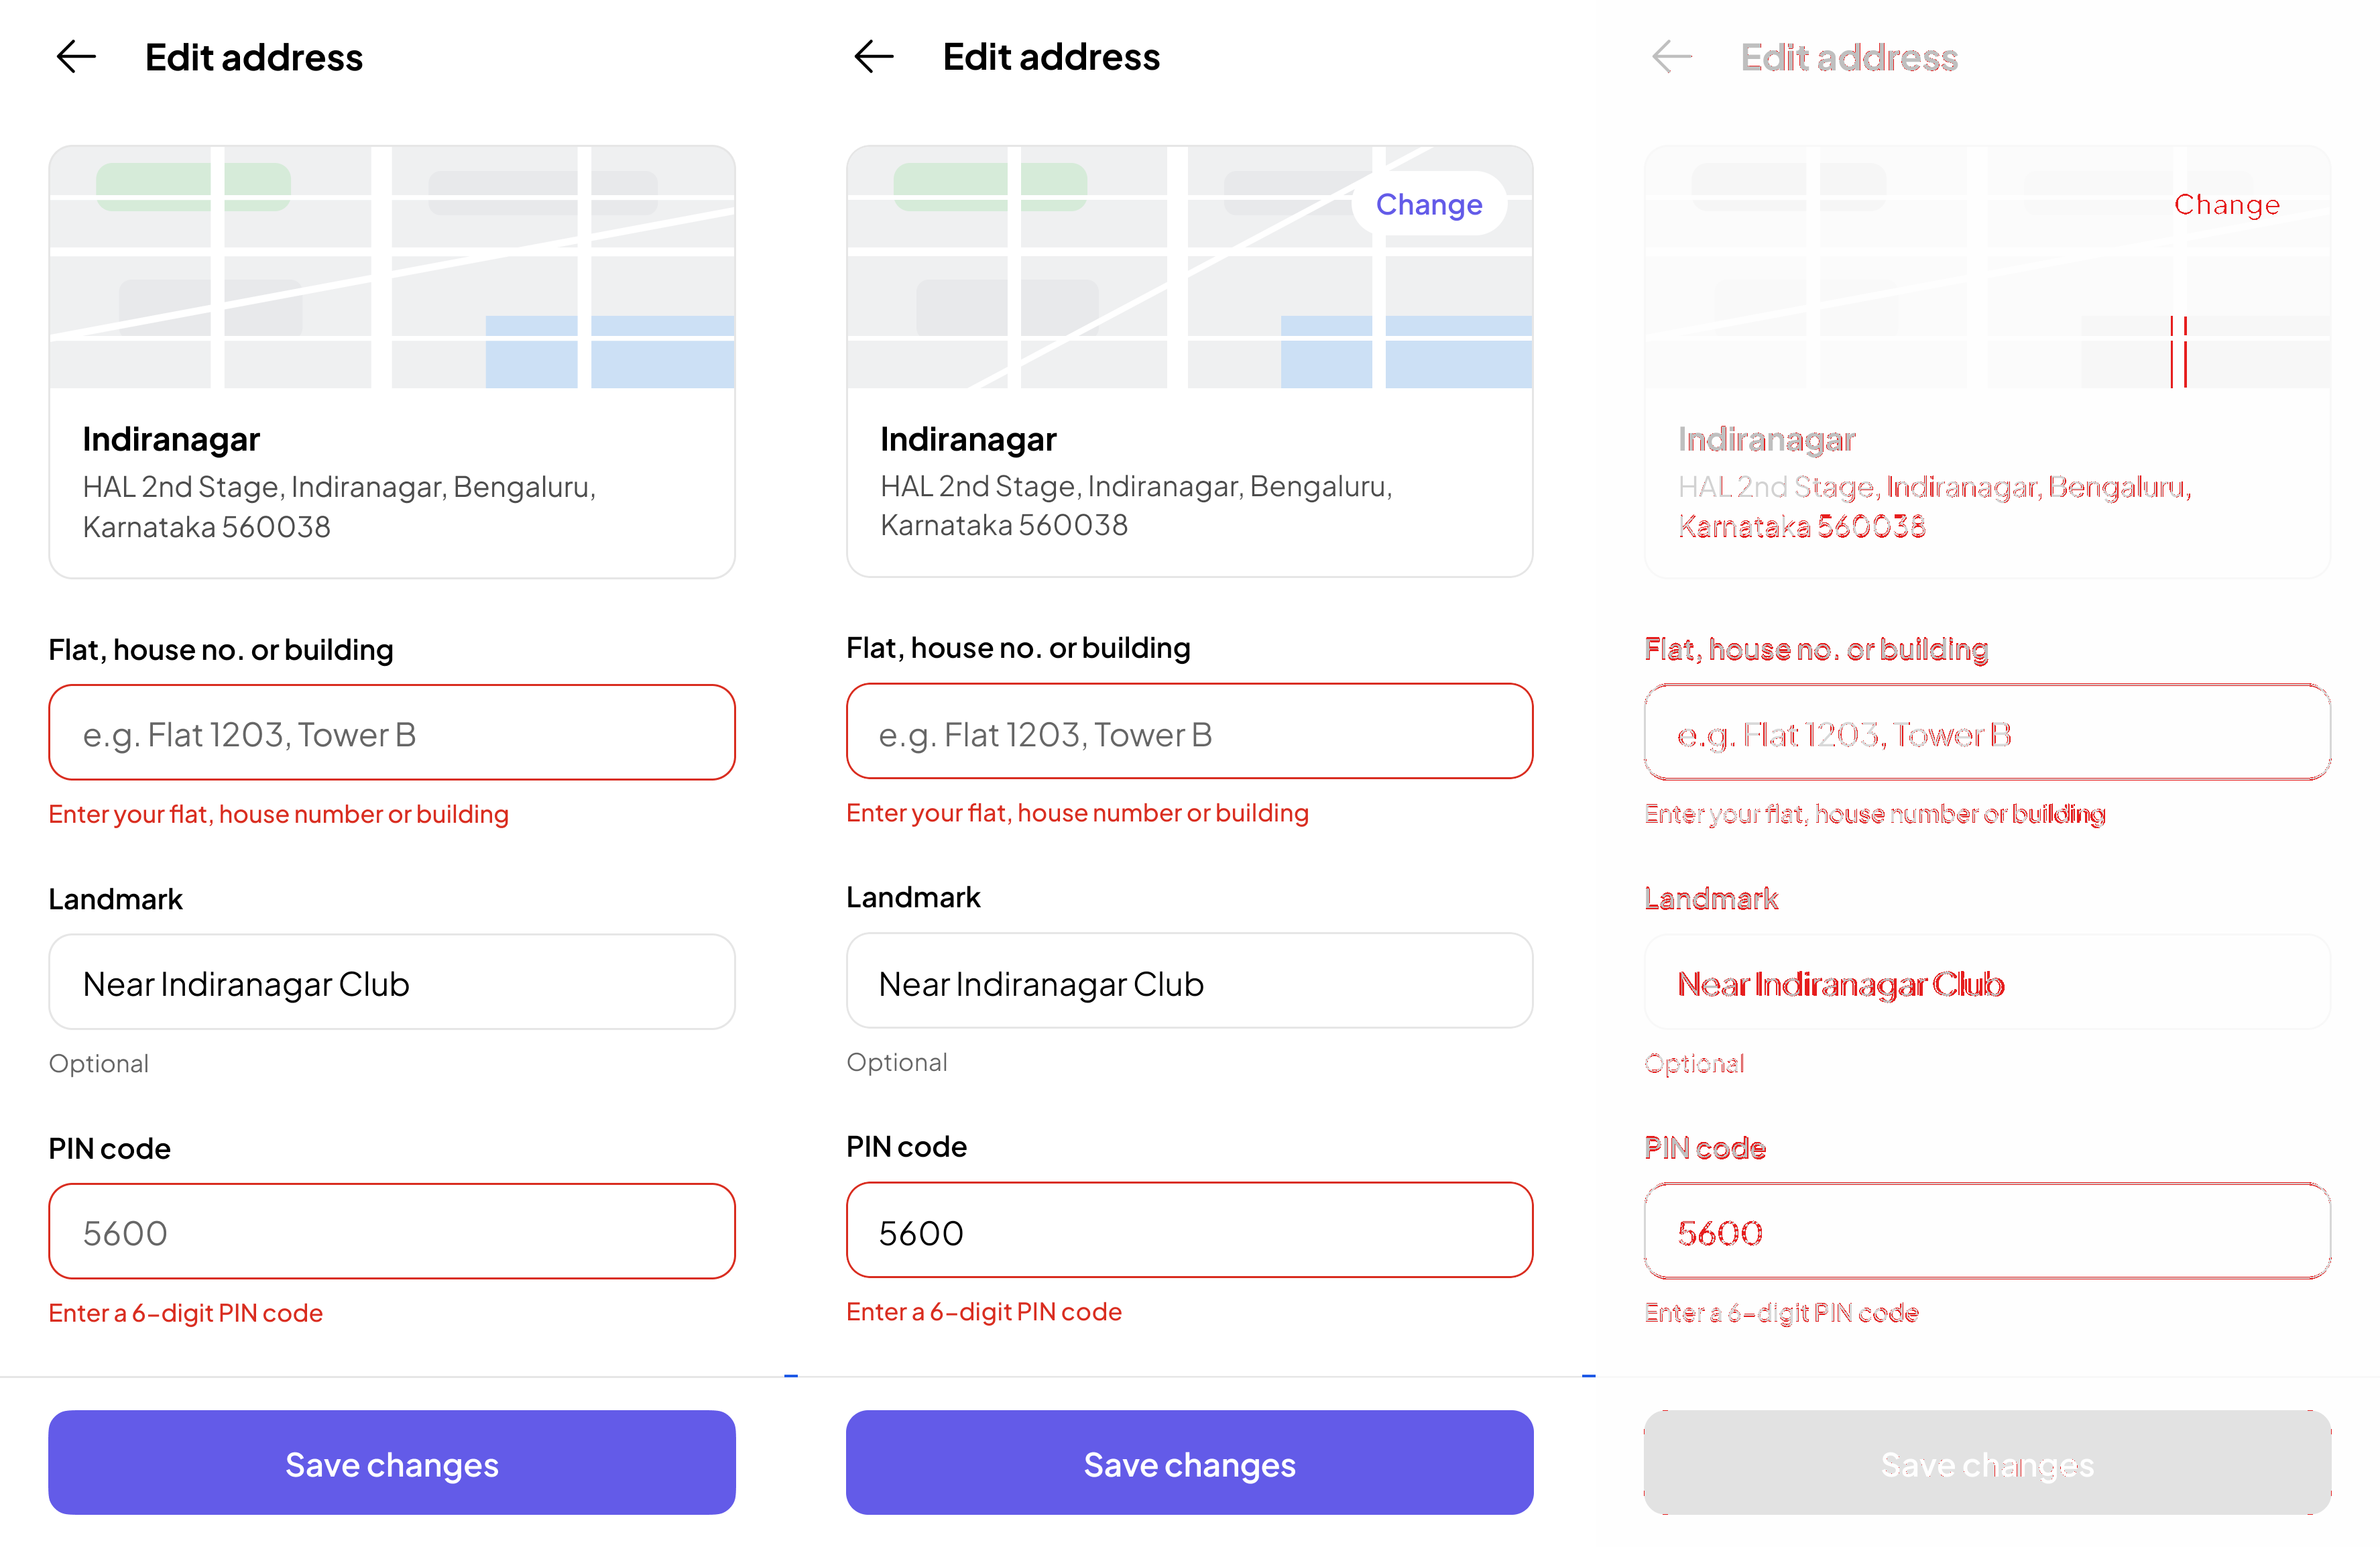 Edit address
Indiranagar
HAL 2nd Stage, Indiranagar, Bengaluru,
Karnataka 560038
Flat, house no. or building
e.g. Flat 1203, Tower B
Enter your flat, house number or building
Landmark
Near Indiranagar Club
Optional
PIN code
5600
Enter a 6-digit PIN code
Save changes
Edit address
Change
Indiranagar
HAL 2nd Stage, Indiranagar, Bengaluru,
Karnataka 560038
Flat, house no. or building
e.g. Flat 1203, Tower B
Enter your flat, house number or building
Landmark
Near Indiranagar Club
Optional
PIN code
5600
Enter a 6-digit PIN code
Save changes
Edit address
Change
Indiranagar
HAL 2nd Stage, Indiranagar, Bengaluru,
Karnataka 560038
Flat, house no. or building
e.g. Flat 1203, Tower B
Enter your flat, house number or building
Landmark
Near Indiranagar Club
Optional
PIN code
5600
Enter a 6-digit PIN code
Save changes